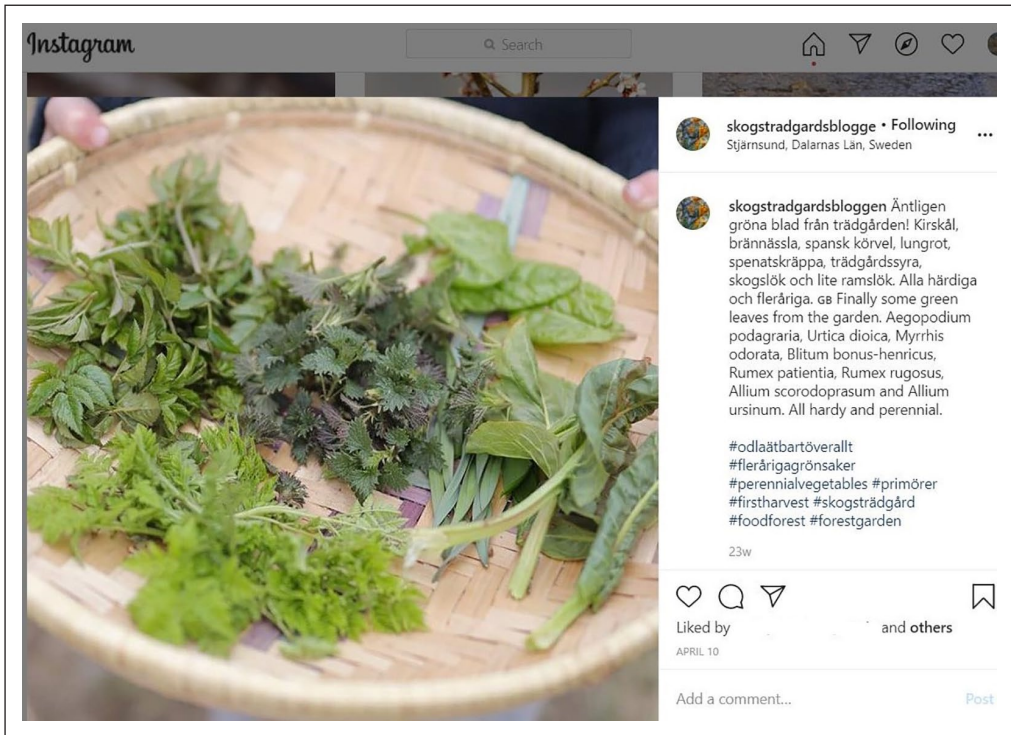 Instagram
Search
skogstradgardsblogge • Following
Stjärnsund, Dalarnas Län, Sweden
skogstradgardsbloggen Äntligen
gröna blad från trädgården! Kirskål,
brännässla, spansk körvel, lungrot,
spenatskräppa, trädgårdssyra,
skogslök och lite ramslök. Alla härdiga
och fleråriga. GB Finally some green
leaves from the garden. Aegopodium
podagraria, Urtica dioica, Myrrhis
odorata, Blitum bonus-henricus,
Rumex patientia, Rumex rugosus,
Allium scorodoprasum and Allium
ursinum. All hardy and perennial.
#odlaätbartöverallt
#flerårigagrönsaker
#perennialvegetables #primörer
#firstharvest #skogsträdgård
#foodforest #forestgarden
23w
Liked by and others
APRIL 10
Add a comment... Post